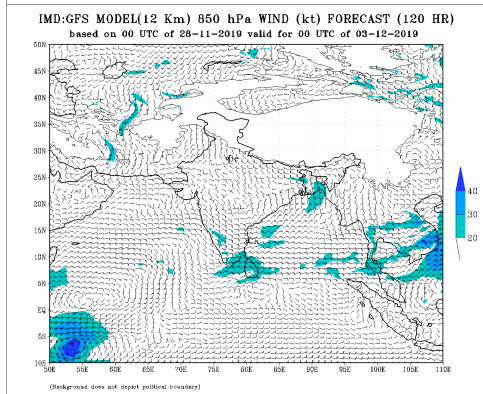 IMD:GFS MODEL(12 Km) 850 hPa WIND (kt) FORECAST (120 HR)
based on 00 UTC of 28-11-2019 valid for 00 UTC of 03-12-2019
50N
45N
40N
35N
30N
25N
20N
15N
10N
5N
EQ
5S
10S
50E 55E 60E 65E 70E 75E 80E 85E 90E 95E 100E 105E 110E
40
30
20
(Background does not depict political boundary)